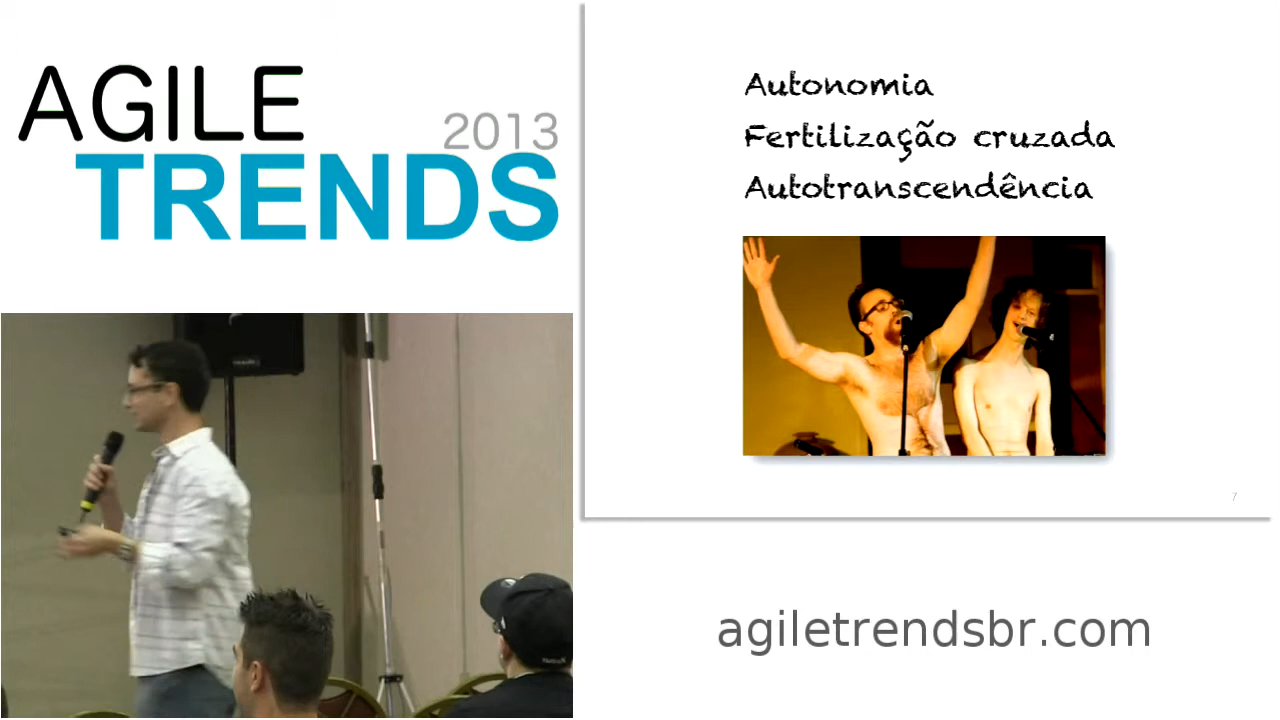 AGILE
2013
TRENDS
Autonomia
Fertilização cruzada
Autotranscendência
7
agiletrendsbr.com